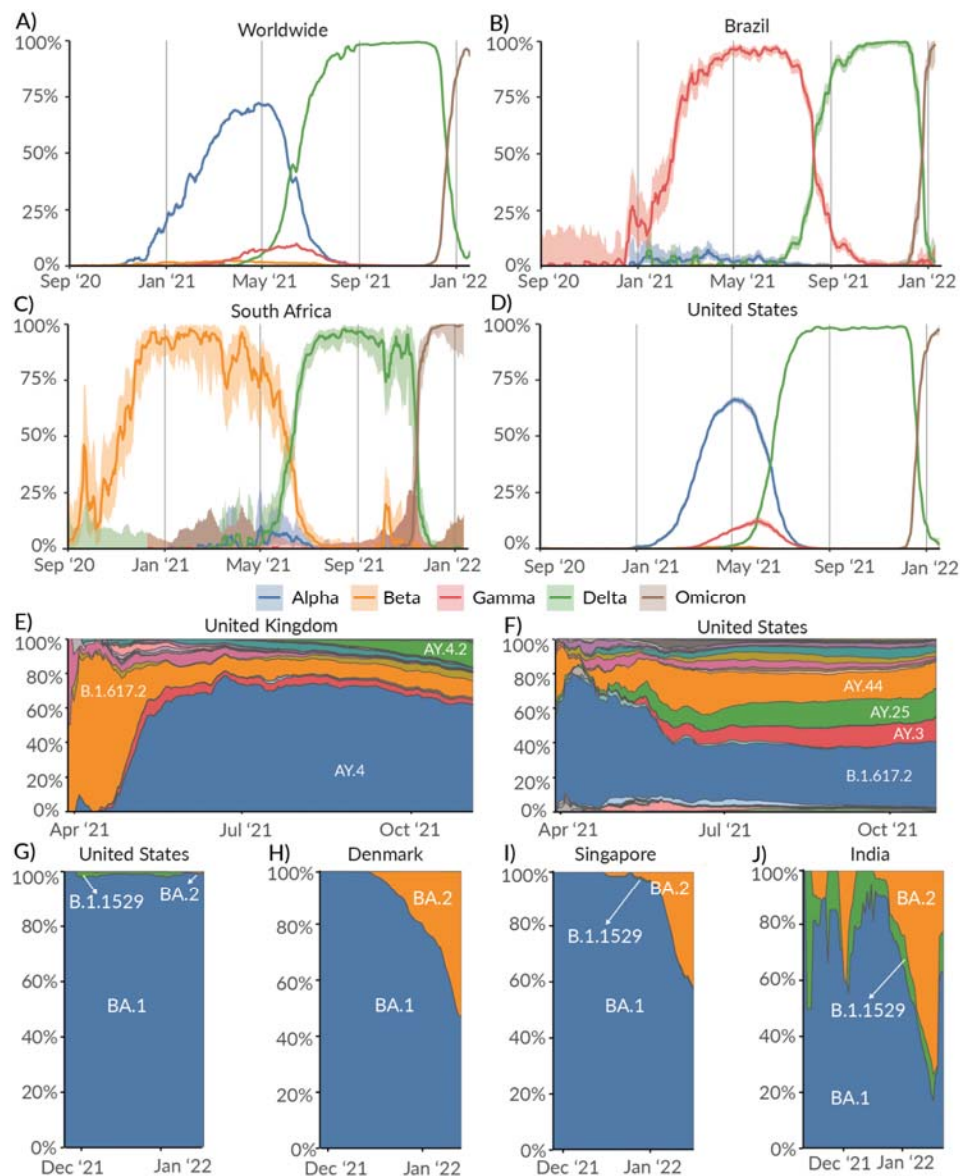 A)
Worldwide
100%
75%
50%
25%
0%
Sep '20 Jan '21 May '21 Sep '21 Jan '22
B)
Brazil
100%
75%
50%
25%
0%
Sep '20 Jan '21 May '21 Sep '21 Jan '22
C)
South Africa
100%
75%
50%
25%
0%
Sep '20 Jan '21 May '21 Sep '21 Jan '22
D)
United States
100%
75%
50%
25%
0%
Sep '20 Jan '21 May '21 Sep '21 Jan '22
Alpha Beta Gamma Delta Omicron
E)
United Kingdom
100%
80%
60%
40%
20%
0%
AY.4.2
B.1.617.2
AY.4
Apr '21 Jul '21 Oct '21
F)
United States
100%
80%
60%
40%
20%
0%
AY.44
AY.25
AY.3
B.1.617.2
Apr '21 Jul '21 Oct '21
G)
United States
100%
80%
60%
40%
20%
0%
B.1.1529
BA.2
BA.1
Dec '21 Jan '22
H)
Denmark
100%
80%
60%
40%
20%
0%
BA.2
BA.1
Dec '21 Jan '22
I)
Singapore
100%
80%
60%
40%
20%
0%
BA.2
B.1.1529
BA.1
Dec '21 Jan '22
J)
India
100%
80%
60%
40%
20%
0%
BA.2
B.1.1529
BA.1
Dec '21 Jan '22